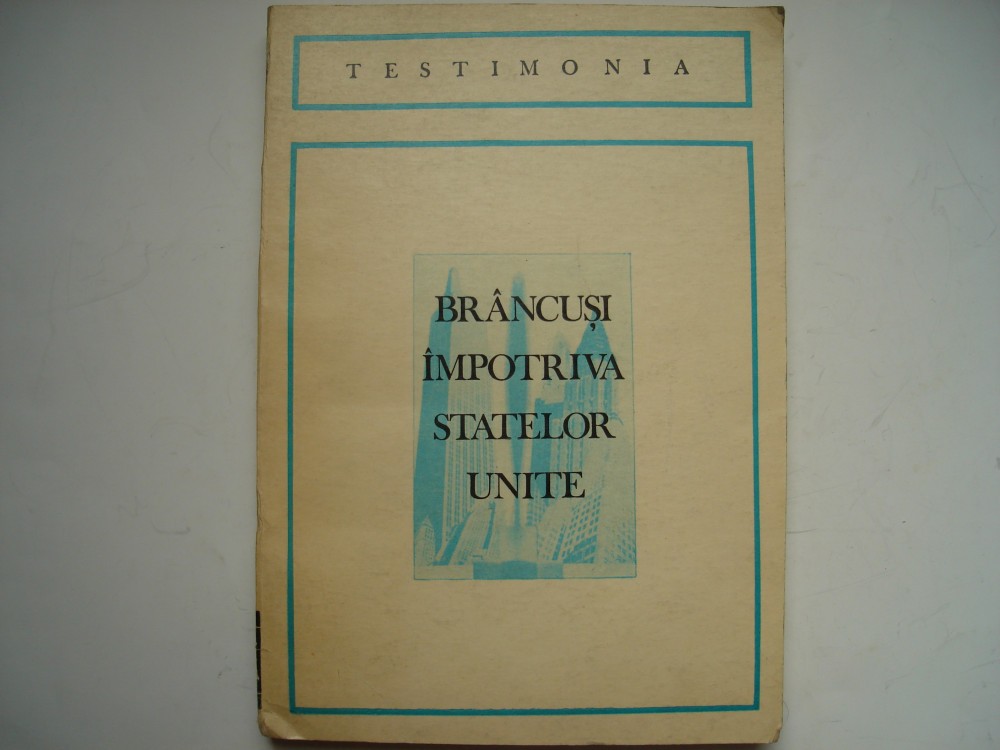 TESTIMONIA
BRÂNCUȘI
ÎMPOTRIVA
STATELOR
UNITE